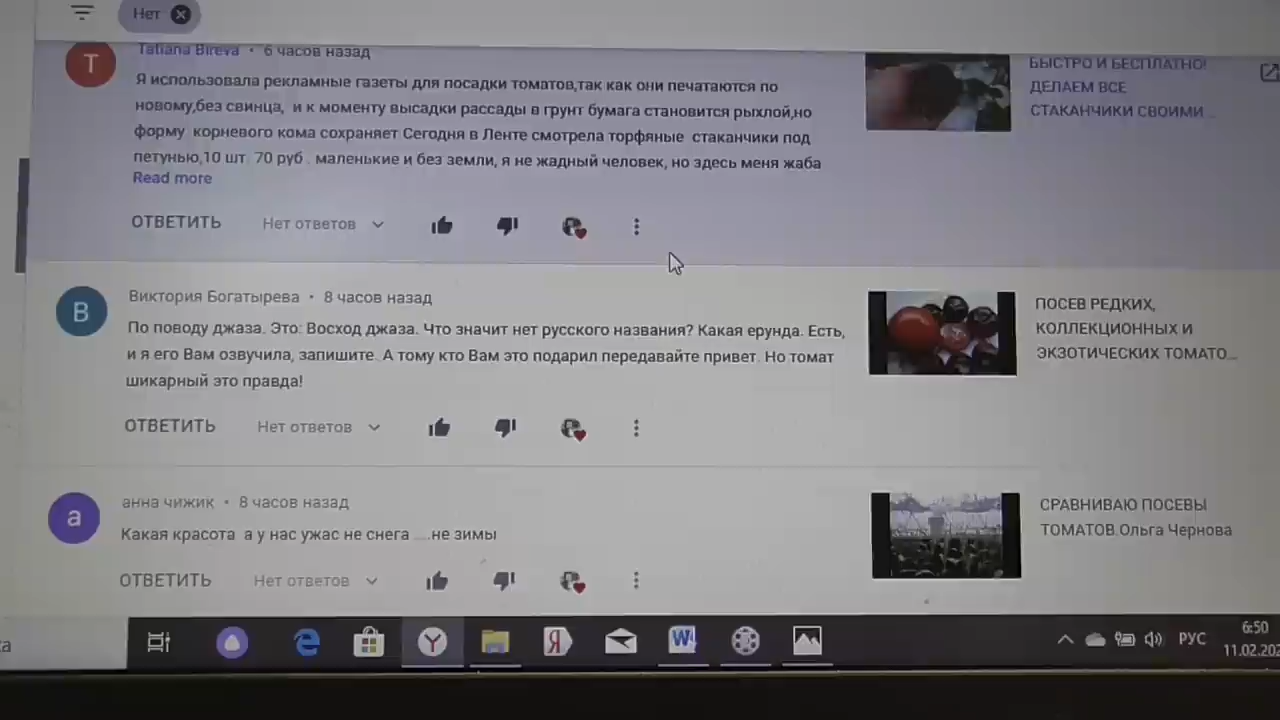 Нет
Tatiana Bireva • 6 часов назад
Я использовала рекламные газеты для посадки томатов,так как они печатаются по
новому,без свинца, и к моменту высадки рассады в грунт бумага становится рыхлой,но
форму корневого кома сохраняет Сегодня в Ленте смотрела торфяные стаканчики под
петунью,10 шт. 70 руб . маленькие и без земли, я не жадный человек, но здесь меня жаба
Read more
ОТВЕТИТЬ Нет ответов
БЫСТРО И БЕСПЛАТНО!
ДЕЛАЕМ ВСЕ
СТАКАНЧИКИ СВОИМИ ...
Т
В
Виктория Богатырева • 8 часов назад
По поводу джаза. Это: Восход джаза. Что значит нет русского названия? Какая ерунда. Есть,
и я его Вам озвучила, запишите. А тому кто Вам это подарил передавайте привет. Но томат
шикарный это правда!
ОТВЕТИТЬ Нет ответов
ПОСЕВ РЕДКИХ,
КОЛЛЕКЦИОННЫХ И
ЭКЗОТИЧЕСКИХ ТОМАТО...
а
анна чижик • 8 часов назад
Какая красота а у нас ужас не снега ....не зимы
ОТВЕТИТЬ Нет ответов
СРАВНИВАЮ ПОСЕВЫ
ТОМАТОВ.Ольга Чернова
РУС
6:50
11.02.202